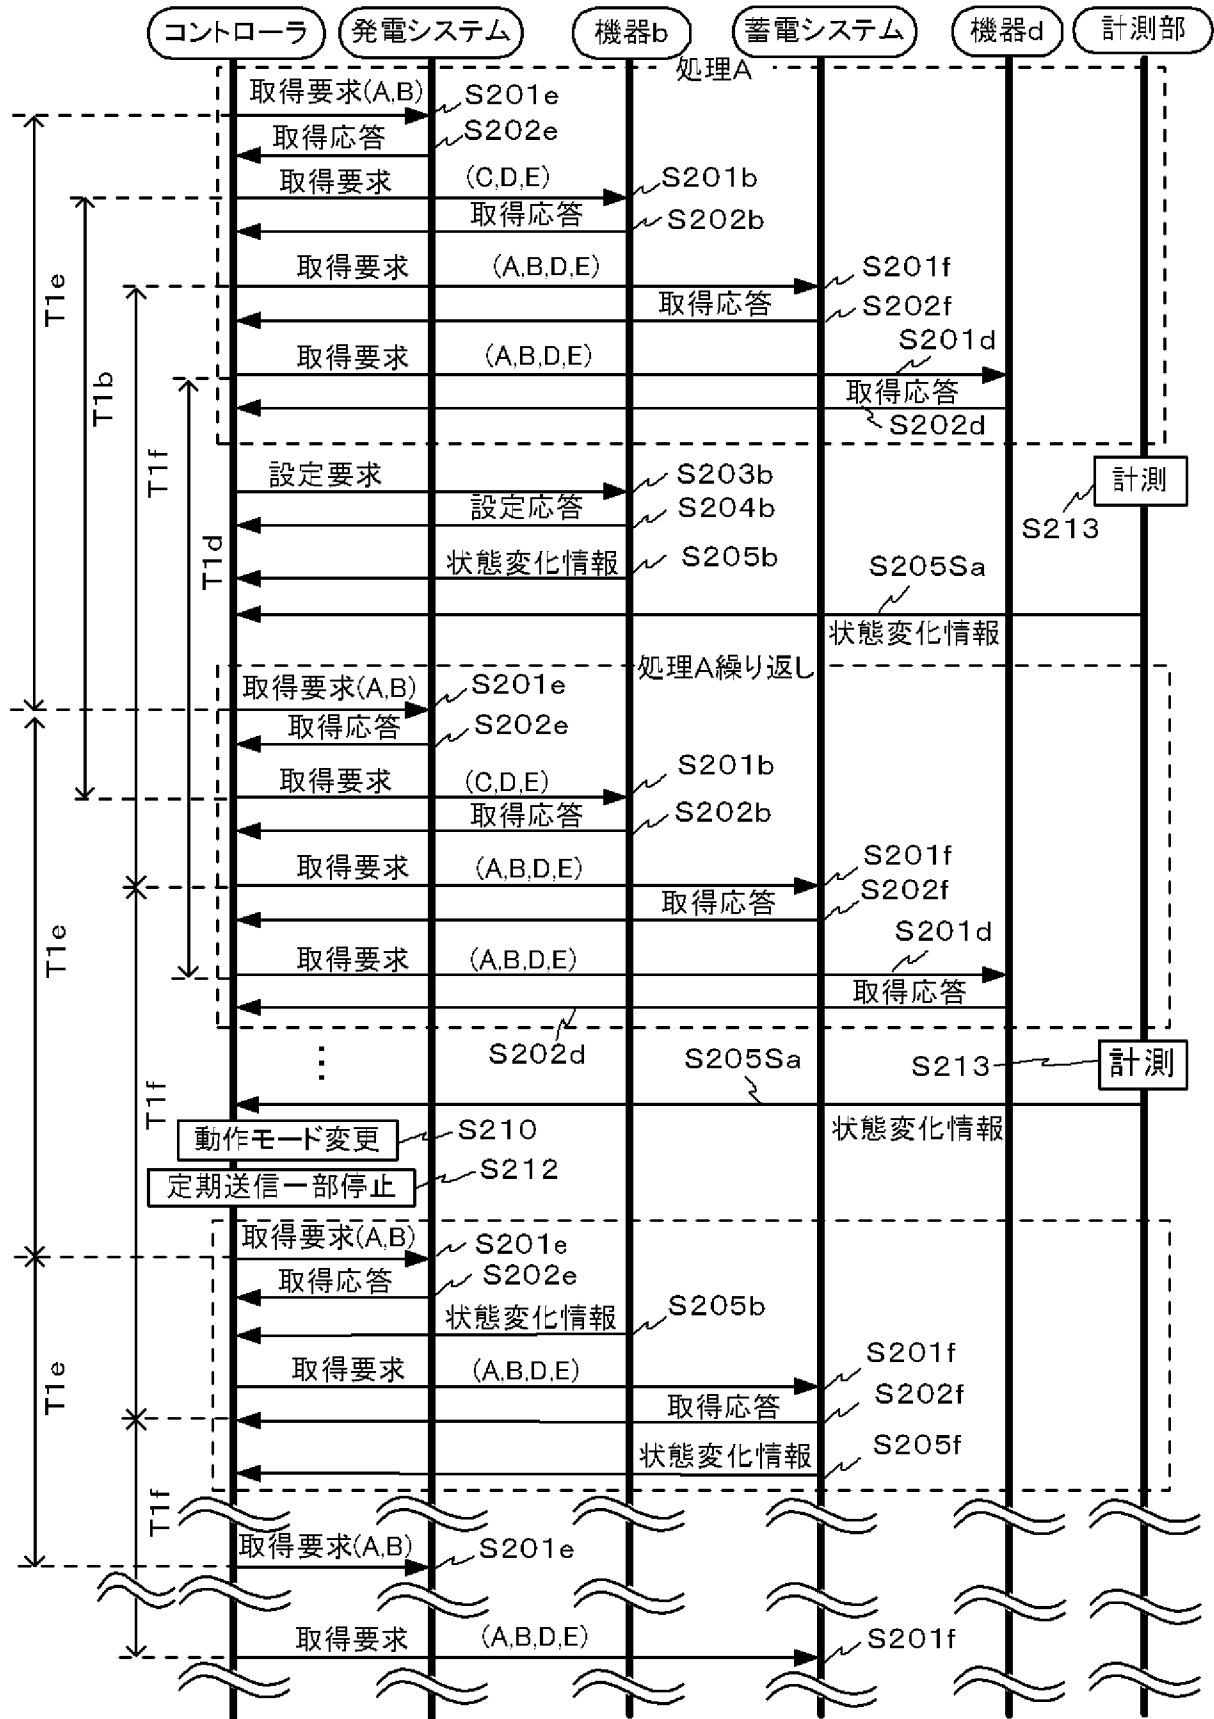 コントローラ 発電システム 機器b 蓄電システム 機器d 計測部
処理A
取得要求(A,B) S201e
取得応答 S202e
取得要求 (C,D,E) S201b
取得応答 S202b
取得要求 (A,B,D,E) S201f
取得応答 S202f
取得要求 (A,B,D,E) S201d
取得応答 S202d
T1e
T1b
T1f
T1d
計測 S213
設定要求 S203b
設定応答 S204b
状態変化情報 S205b
S205Sa
状態変化情報
処理A繰り返し
取得要求(A,B) S201e
取得応答 S202e
取得要求 (C,D,E) S201b
取得応答 S202b
取得要求 (A,B,D,E) S201f
取得応答 S202f
取得要求 (A,B,D,E) S201d
取得応答
S202d
T1e
T1f
⋮
S213 計測
S205Sa
状態変化情報
動作モード変更 S210
定期送信一部停止 S212
取得要求(A,B) S201e
取得応答 S202e
状態変化情報 S205b
取得要求 (A,B,D,E) S201f
取得応答 S202f
状態変化情報 S205f
T1e
T1f
取得要求(A,B) S201e
取得要求 (A,B,D,E) S201f